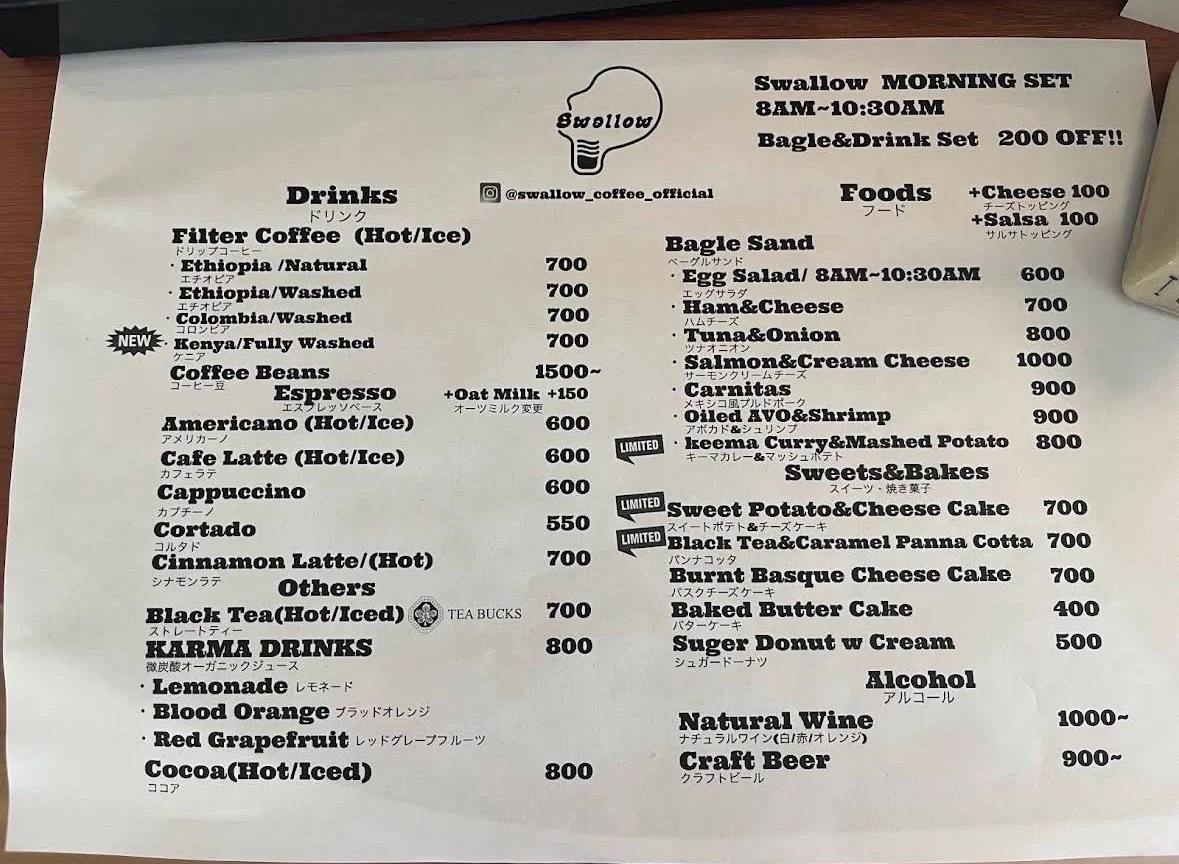 Swallow
@swallow_coffee_official
Swallow MORNING SET
8AM~10:30AM
Bagle&Drink Set 200 OFF!!
Drinks
ドリンク
Filter Coffee (Hot/Ice)
ドリップコーヒー
・Ethiopia /Natural 700
エチオピア
・Ethiopia/Washed 700
エチオピア
・Colombia/Washed 700
コロンビア
NEW ・Kenya/Fully Washed 700
ケニア
Coffee Beans 1500~
コーヒー豆
Espresso +Oat Milk +150
エスプレッソベース オーツミルク変更
Americano (Hot/Ice) 600
アメリカーノ
Cafe Latte (Hot/Ice) 600
カフェラテ
Cappuccino 600
カプチーノ
Cortado 550
コルタド
Cinnamon Latte/(Hot) 700
シナモンラテ
Others
Black Tea(Hot/Iced) TEA BUCKS 700
ストレートティー
KARMA DRINKS 800
微炭酸オーガニックジュース
・Lemonade レモネード
・Blood Orange ブラッドオレンジ
・Red Grapefruit レッドグレープフルーツ
Cocoa(Hot/Iced) 800
ココア
Foods
フード
+Cheese 100
チーズトッピング
+Salsa 100
サルサトッピング
Bagle Sand
ベーグルサンド
・Egg Salad/ 8AM~10:30AM 600
エッグサラダ
・Ham&Cheese 700
ハムチーズ
・Tuna&Onion 800
ツナオニオン
・Salmon&Cream Cheese 1000
サーモンクリームチーズ
・Carnitas 900
メキシコ風プルドポーク
・Oiled AVO&Shrimp 900
アボカド&シュリンプ
LIMITED ・keema Curry&Mashed Potato 800
キーマカレー&マッシュポテト
Sweets&Bakes
スイーツ・焼き菓子
LIMITED Sweet Potato&Cheese Cake 700
スイートポテト&チーズケーキ
LIMITED Black Tea&Caramel Panna Cotta 700
パンナコッタ
Burnt Basque Cheese Cake 700
バスクチーズケーキ
Baked Butter Cake 400
バターケーキ
Suger Donut w Cream 500
シュガードーナツ
Alcohol
アルコール
Natural Wine 1000~
ナチュラルワイン(白/赤/オレンジ)
Craft Beer 900~
クラフトビール